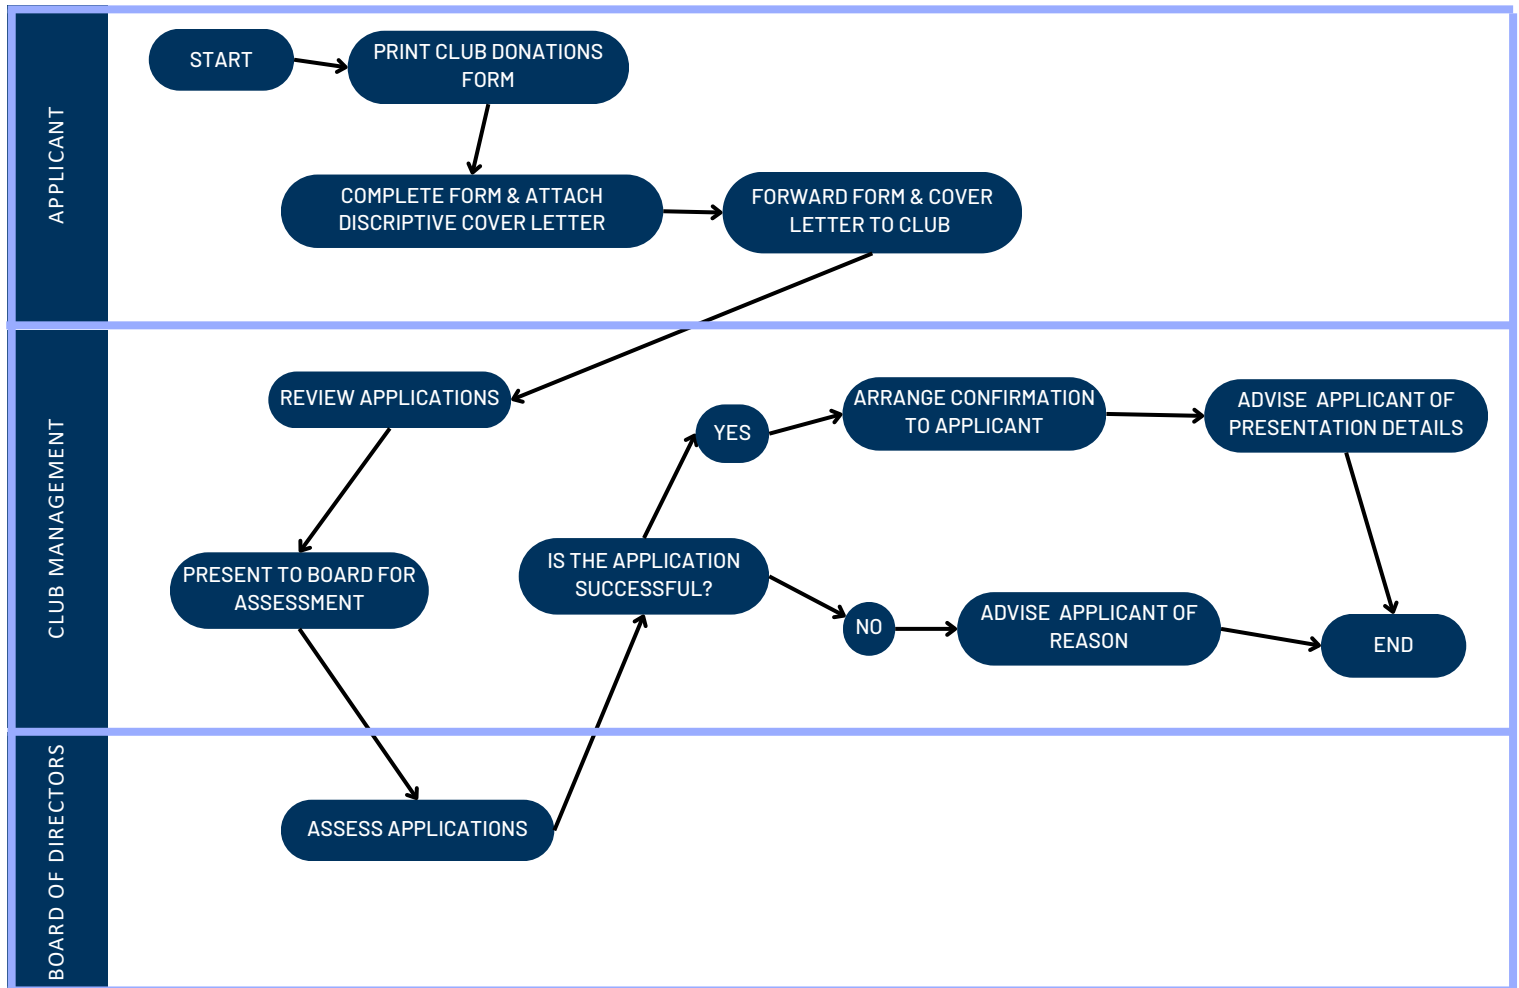 APPLICANT
START
PRINT CLUB DONATIONS
FORM
COMPLETE FORM & ATTACH
DISCRIPTIVE COVER LETTER
FORWARD FORM & COVER
LETTER TO CLUB
CLUB MANAGEMENT
REVIEW APPLICATIONS
PRESENT TO BOARD FOR
ASSESSMENT
IS THE APPLICATION
SUCCESSFUL?
YES
ARRANGE CONFIRMATION
TO APPLICANT
ADVISE  APPLICANT OF
PRESENTATION DETAILS
NO
ADVISE  APPLICANT OF
REASON
END
BOARD OF DIRECTORS
ASSESS APPLICATIONS